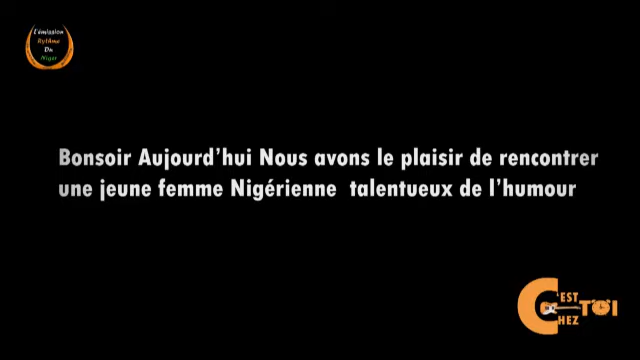 L'émission
Rythme
Du
Niger
Bonsoir Aujourd'hui Nous avons le plaisir de rencontrer
une jeune femme Nigérienne talentueux de l'humour
C'EST
CHEZ TOI